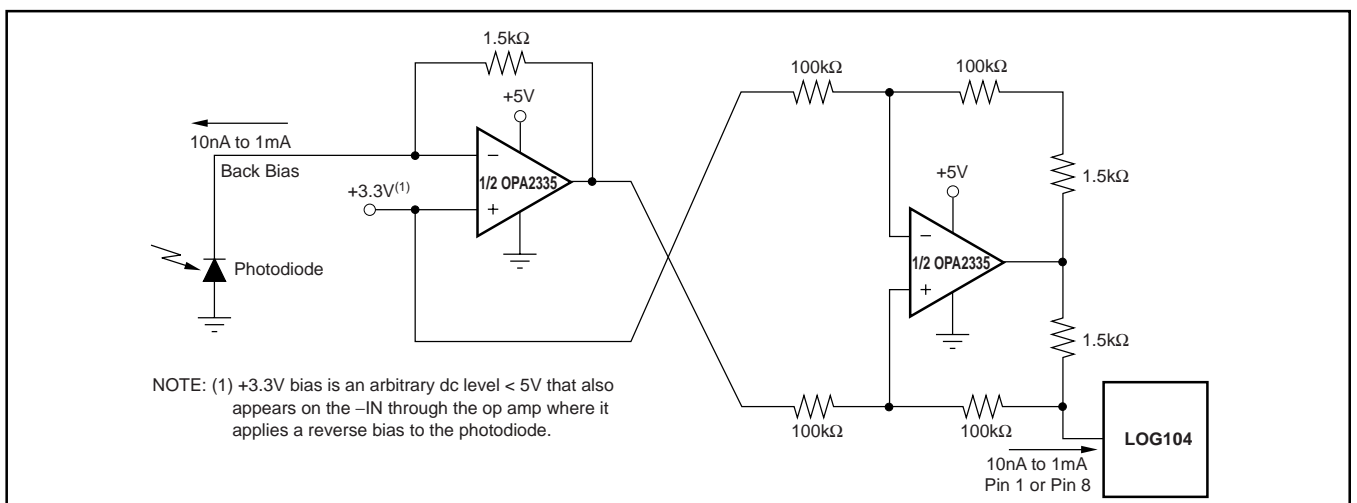 1.5kΩ
+5V
10nA to 1mA
Back Bias
−
1/2 OPA2335
+
+3.3V(1)
Photodiode
100kΩ
100kΩ
1.5kΩ
+5V
−
1/2 OPA2335
+
1.5kΩ
100kΩ
100kΩ
LOG104
10nA to 1mA
Pin 1 or Pin 8
NOTE: (1) +3.3V bias is an arbitrary dc level < 5V that also
appears on the −IN through the op amp where it
applies a reverse bias to the photodiode.